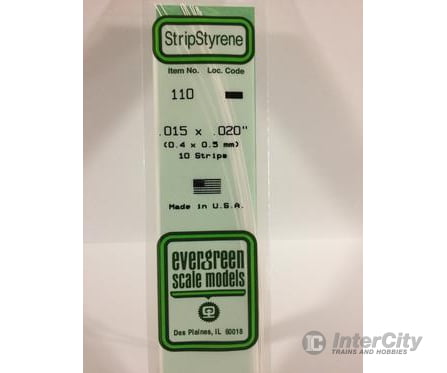 StripStyrene
Item No. Loc. Code
110
.015 x .020"
(0.4 x 0.5 mm)
10 Strips
Made in U.S.A.
evergreen
scale models
Des Plaines, IL 60018
InterCity
TRAINS AND HOBBIES